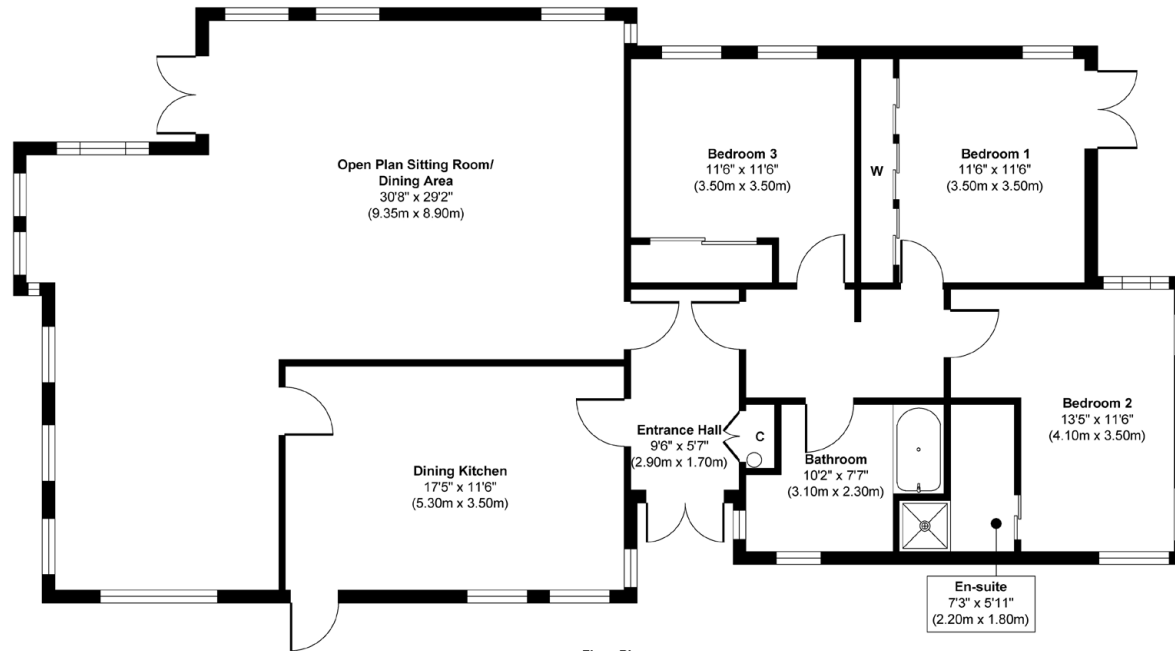 Open Plan Sitting Room/
Dining Area
30'8" x 29'2"
(9.35m x 8.90m)
Bedroom 3
11'6" x 11'6"
(3.50m x 3.50m)
W
Bedroom 1
11'6" x 11'6"
(3.50m x 3.50m)
Bedroom 2
13'5" x 11'6"
(4.10m x 3.50m)
Entrance Hall
9'6" x 5'7"
(2.90m x 1.70m)
C
Bathroom
10'2" x 7'7"
(3.10m x 2.30m)
Dining Kitchen
17'5" x 11'6"
(5.30m x 3.50m)
En-suite
7'3" x 5'11"
(2.20m x 1.80m)